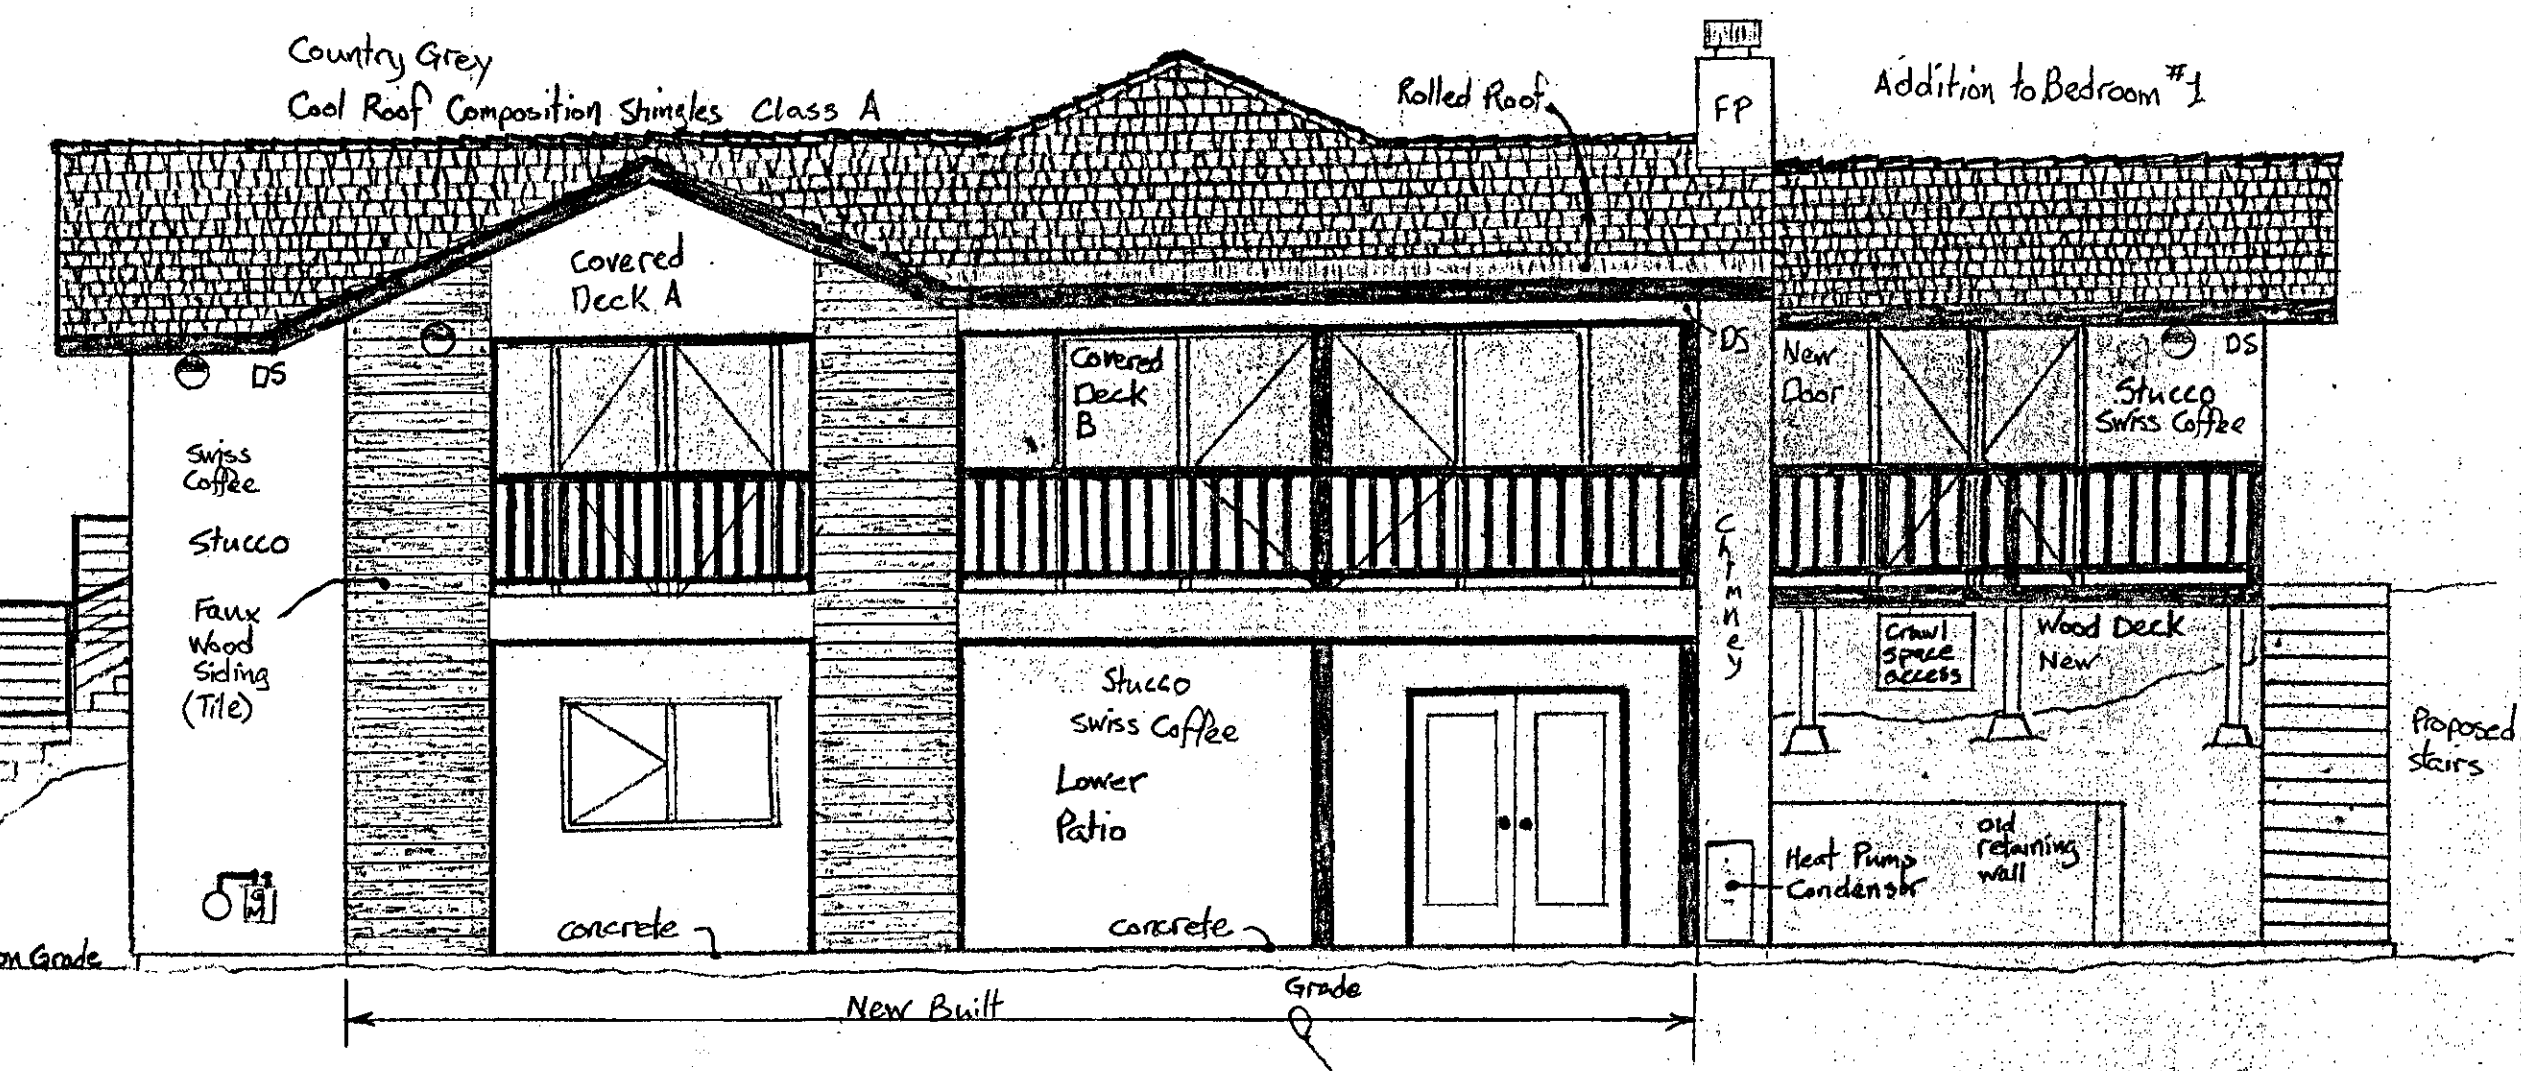 Country Grey
Cool Roof Composition Shingles Class A
Rolled Roof
FP
Addition to Bedroom #1
Covered
Deck A
DS
Covered
Deck
B
DS
New
Door
DS
Stucco
Swiss Coffee
Swiss
Coffee
Stucco
Faux
Wood
Siding
(Tile)
Chimney
Crawl
space
access
Wood Deck
New
Stucco
Swiss Coffee
Lower
Patio
Proposed
stairs
Heat Pump
Condensor
old
retaining
wall
GM
concrete
concrete
on Grade
Grade
New Built